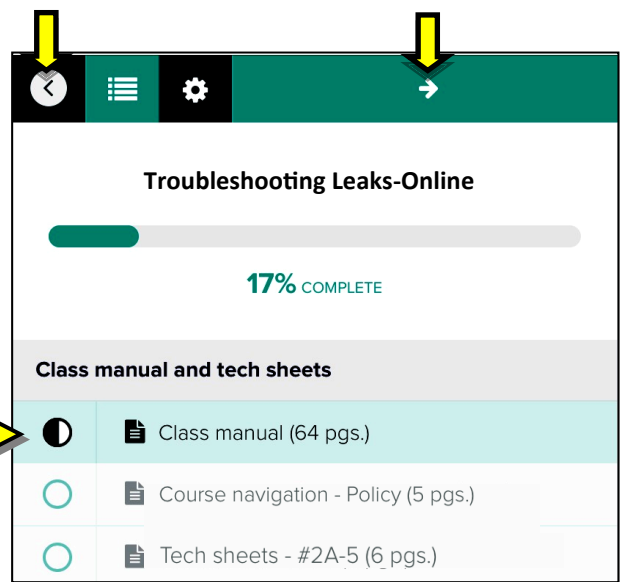 Troubleshooting Leaks-Online
17% COMPLETE
Class manual and tech sheets
Class manual (64 pgs.)
Course navigation - Policy (5 pgs.)
Tech sheets - #2A-5 (6 pgs.)